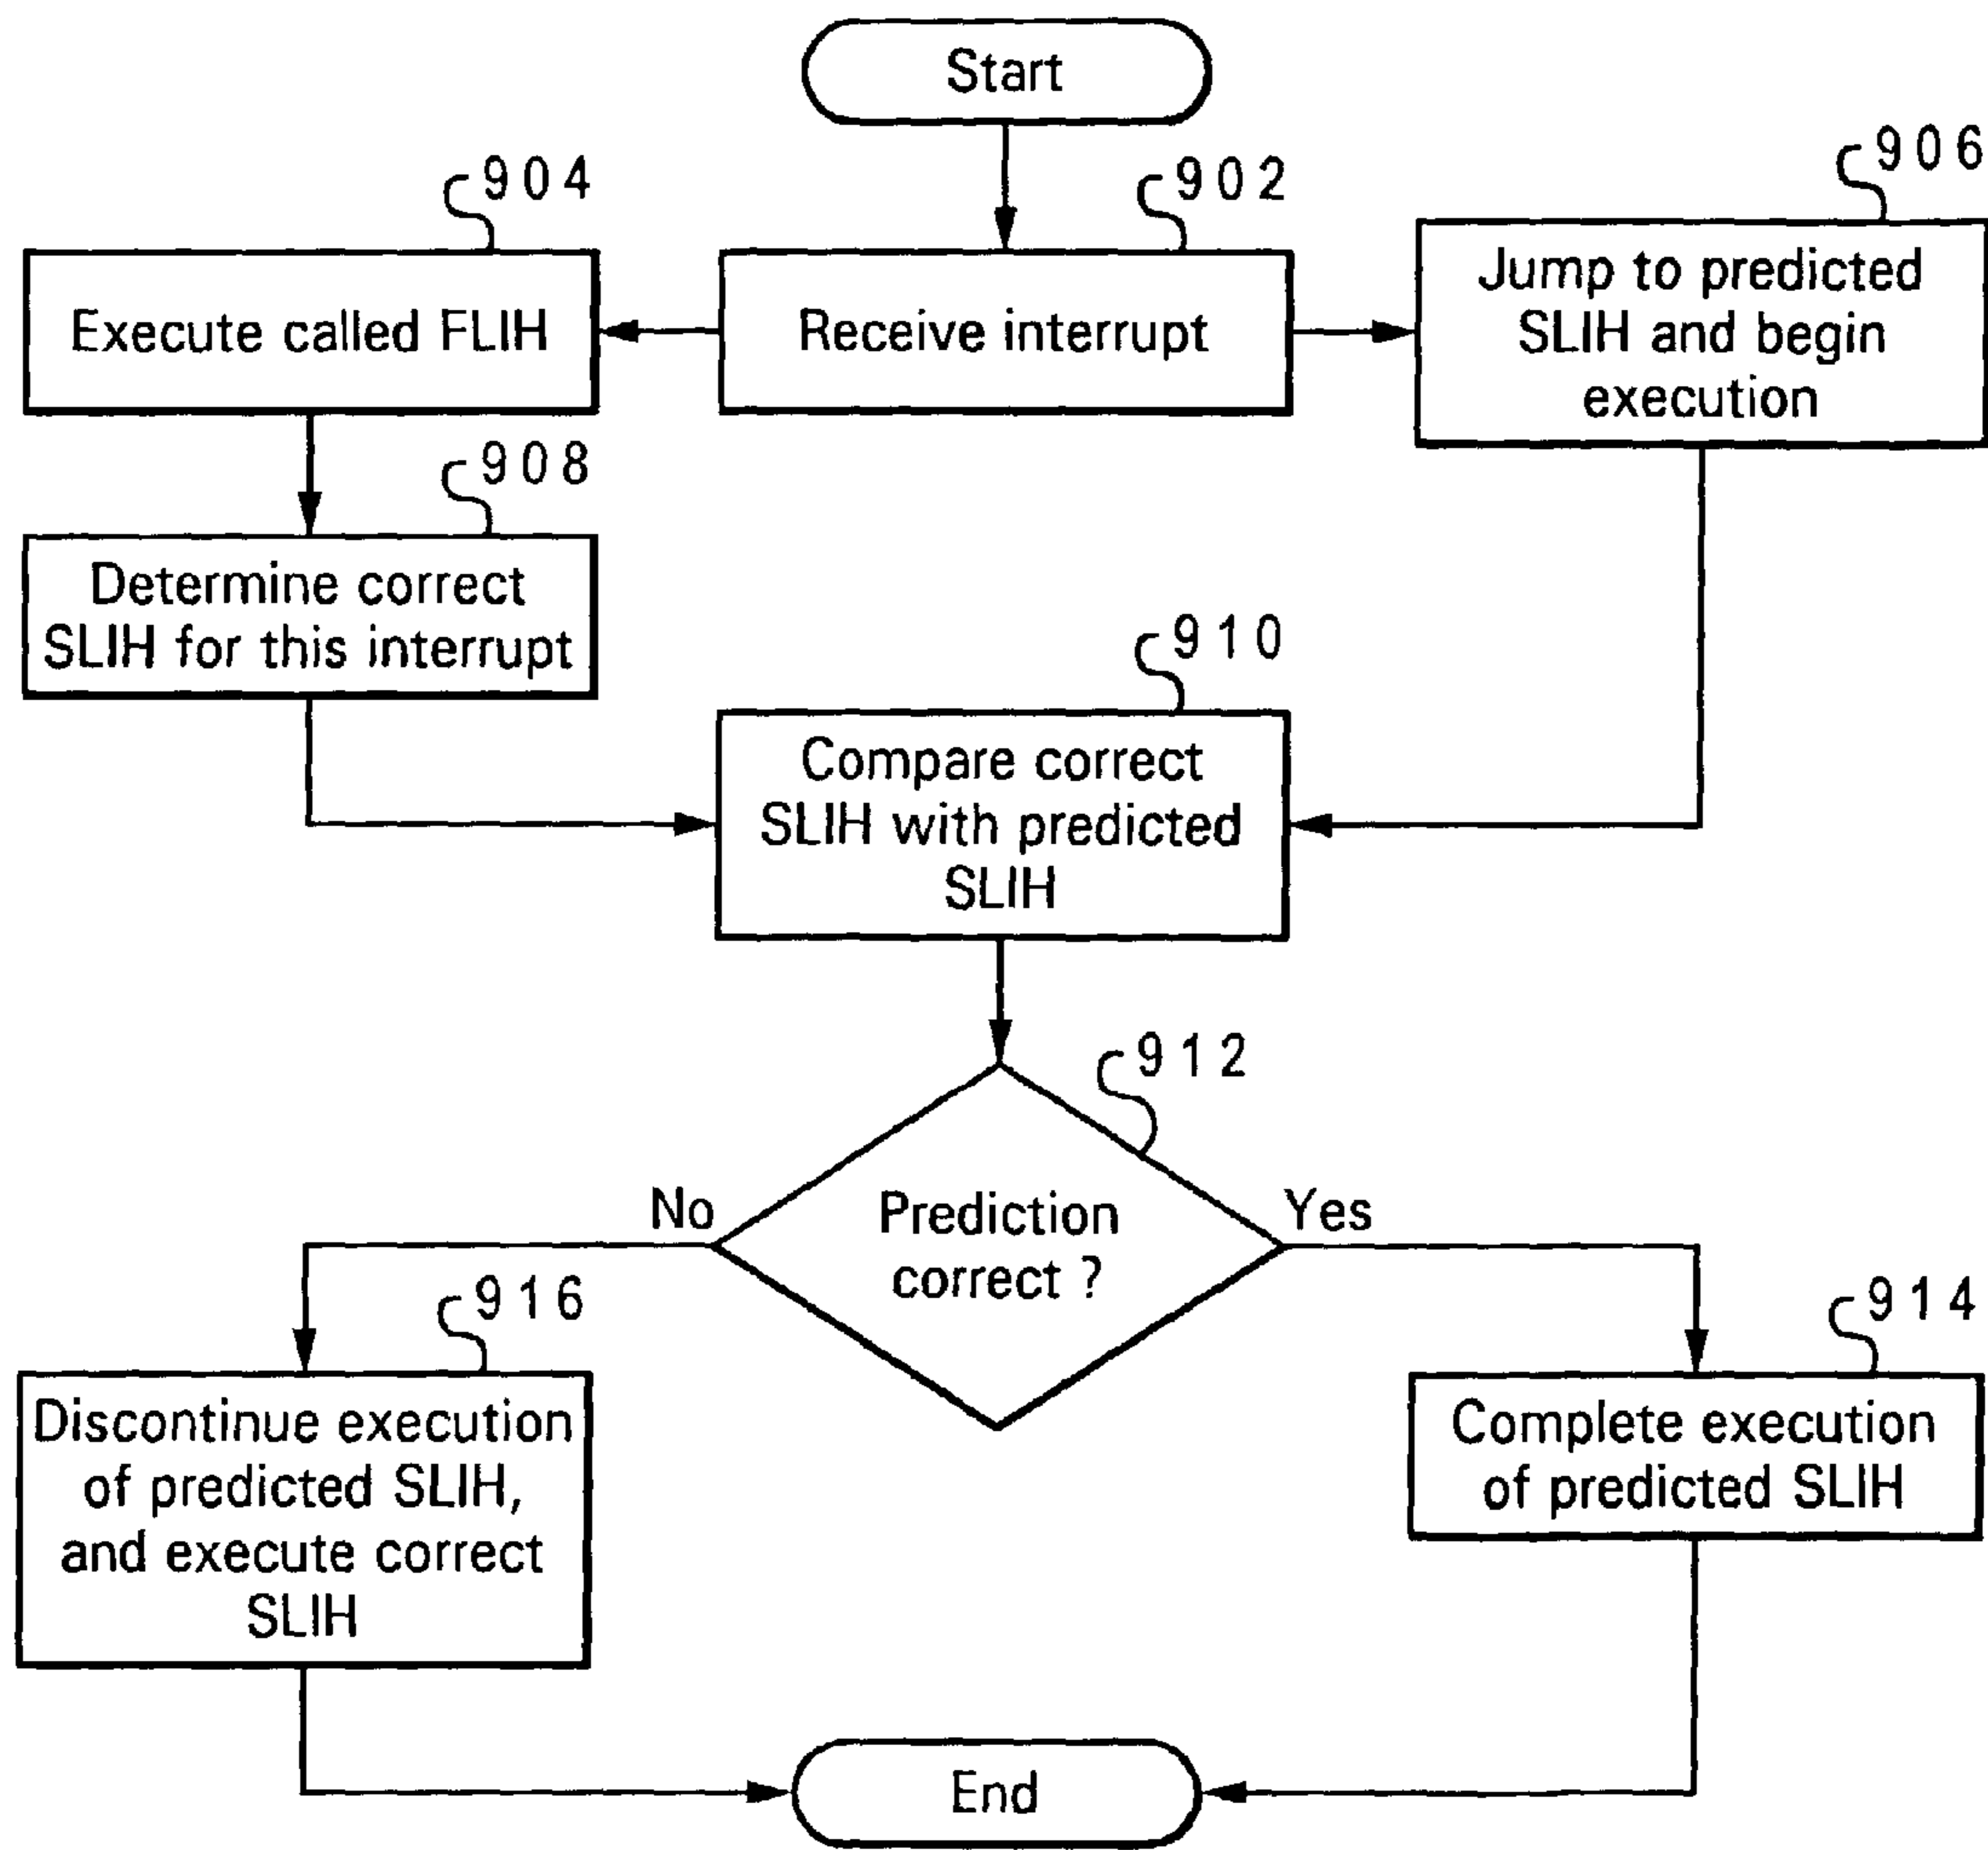 Start
904
902
906
Execute called FLIH
Receive interrupt
Jump to predicted
SLIH and begin
execution
908
Determine correct
SLIH for this interrupt
910
Compare correct
SLIH with predicted
SLIH
912
No
Prediction
correct ?
Yes
916
914
Discontinue execution
of predicted SLIH,
and execute correct
SLIH
Complete execution
of predicted SLIH
End